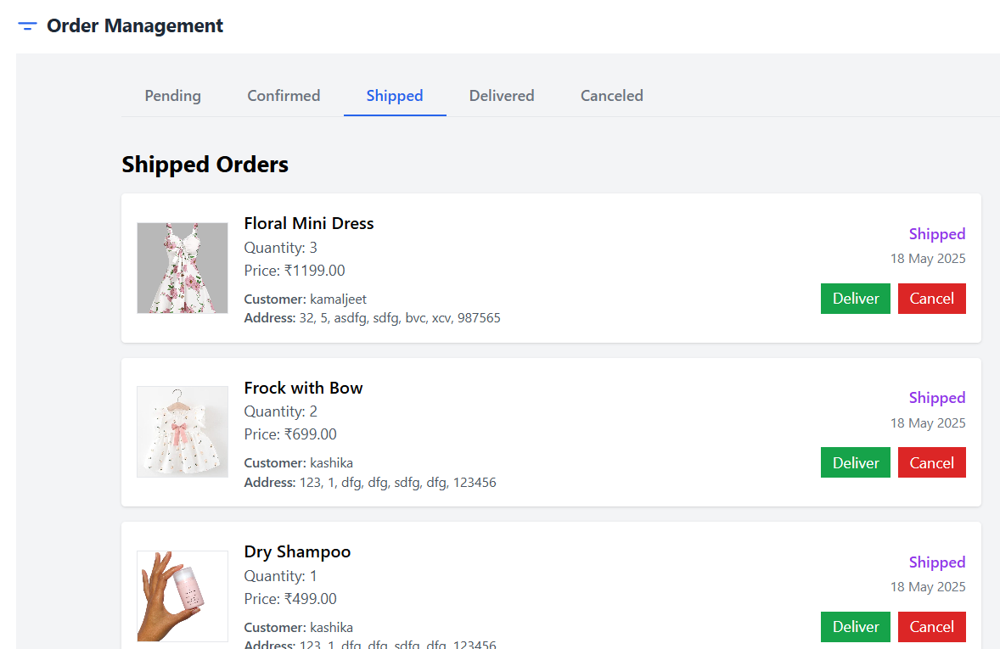 Order Management
Pending Confirmed Shipped Delivered Canceled
Shipped Orders
Floral Mini Dress
Quantity: 3
Price: ₹1199.00
Customer: kamaljeet
Address: 32, 5, asdfg, sdfg, bvc, xcv, 987565
Shipped
18 May 2025
Deliver Cancel
Frock with Bow
Quantity: 2
Price: ₹699.00
Customer: kashika
Address: 123, 1, dfg, dfg, sdfg, dfg, 123456
Shipped
18 May 2025
Deliver Cancel
Dry Shampoo
Quantity: 1
Price: ₹499.00
Customer: kashika
Address: 123, 1, dfg, dfg, sdfg, dfg, 123456
Shipped
18 May 2025
Deliver Cancel